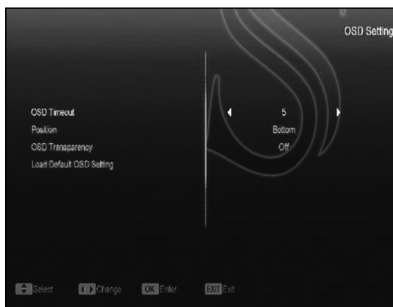 OSD Setting
OSD Timeout 5
Position Bottom
OSD Transparency Off
Load Default OSD Setting
Select Change OK Enter EXIT Exit